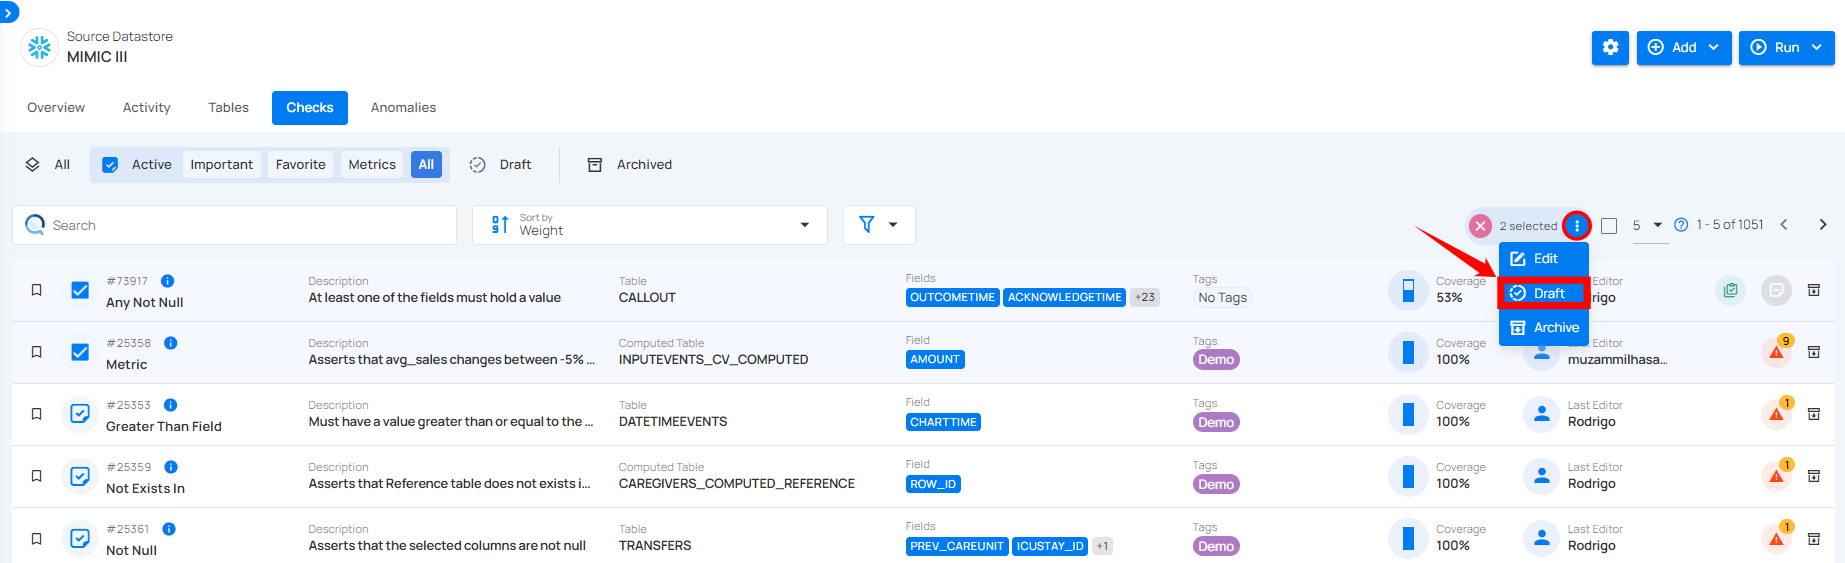 Source Datastore
MIMIC III
Add
Run
Overview
Activity
Tables
Checks
Anomalies
All
Active
Important
Favorite
Metrics
All
Draft
Archived
Search
Sort by
Weight
2 selected
5
1 - 5 of 1051
Edit
Draft
Archive
#73917
Any Not Null
Description
At least one of the fields must hold a value
Table
CALLOUT
Fields
OUTCOMETIME ACKNOWLEDGETIME +23
Tags
No Tags
Coverage
53%
Editor
rigo
#25358
Metric
Description
Asserts that avg_sales changes between -5% ...
Computed Table
INPUTEVENTS_CV_COMPUTED
Field
AMOUNT
Tags
Demo
Coverage
100%
muzammilhasa...
9
#25353
Greater Than Field
Description
Must have a value greater than or equal to the ...
Table
DATETIMEEVENTS
Field
CHARTTIME
Tags
Demo
Coverage
100%
Last Editor
Rodrigo
1
#25359
Not Exists In
Description
Asserts that Reference table does not exists i...
Computed Table
CAREGIVERS_COMPUTED_REFERENCE
Field
ROW_ID
Tags
Demo
Coverage
100%
Last Editor
Rodrigo
1
#25361
Not Null
Description
Asserts that the selected columns are not null
Table
TRANSFERS
Fields
PREV_CAREUNIT ICUSTAY_ID +1
Tags
Demo
Coverage
100%
Last Editor
Rodrigo
1